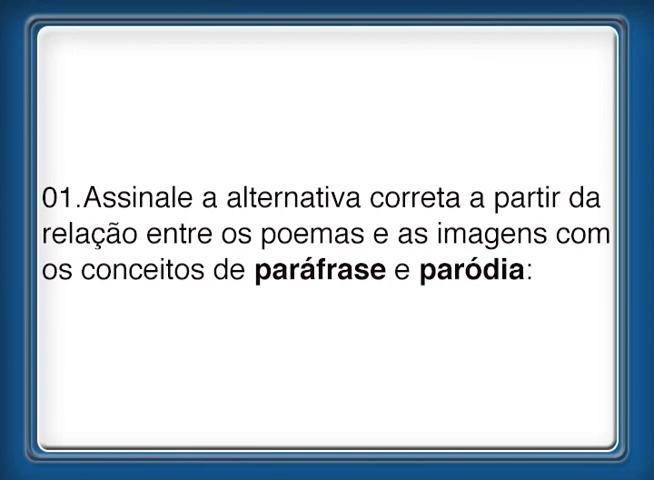 01.Assinale a alternativa correta a partir da
relação entre os poemas e as imagens com
os conceitos de paráfrase e paródia: